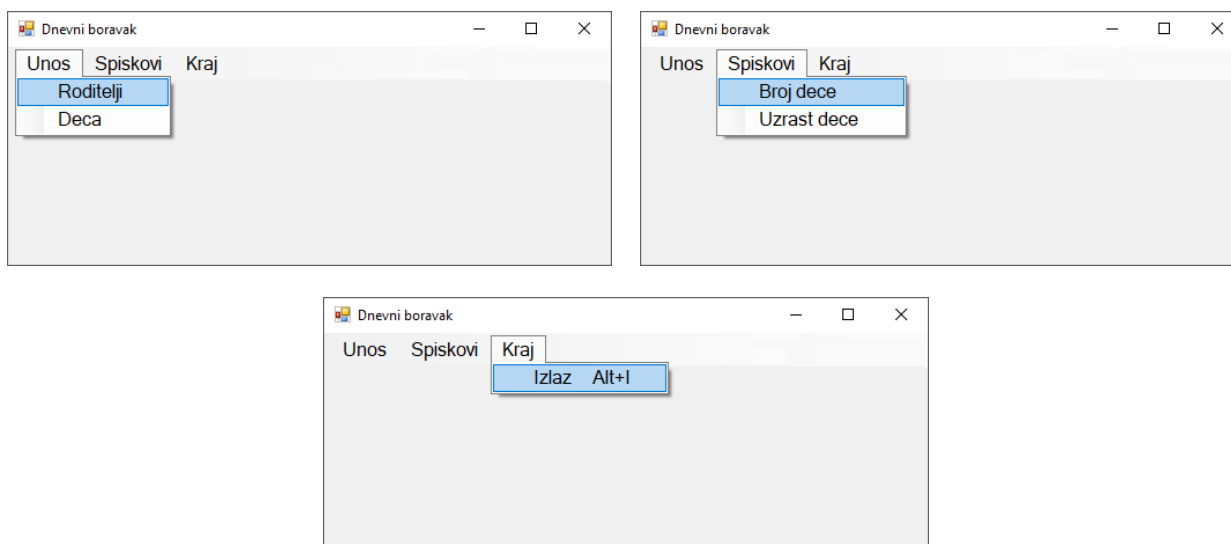 Dnevni boravak
Unos Spiskovi Kraj
Roditelji
Deca
Dnevni boravak
Unos Spiskovi Kraj
Broj dece
Uzrast dece
Dnevni boravak
Unos Spiskovi Kraj
Izlaz Alt+I